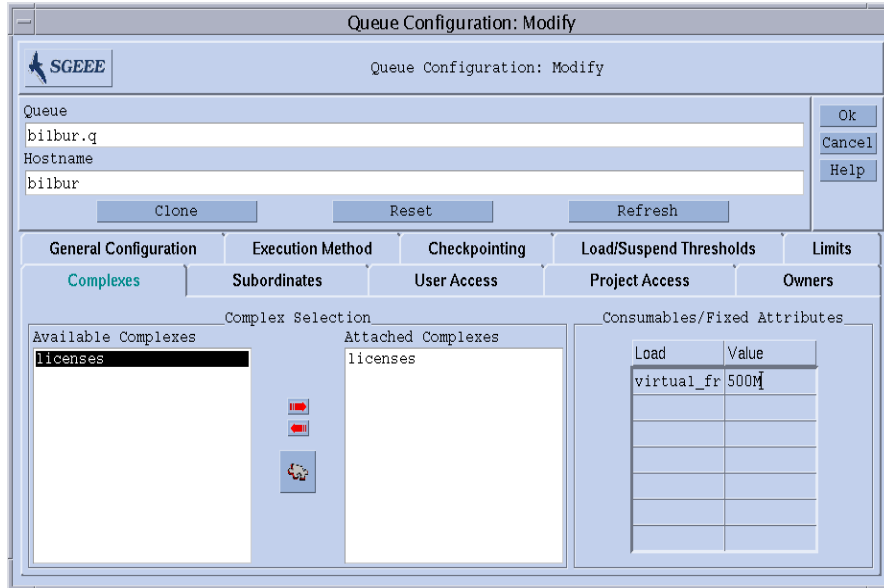 Queue Configuration: Modify
SGEEE
Queue Configuration: Modify
Queue
bilbur.q
Hostname
bilbur
Ok
Cancel
Help
Clone Reset Refresh
General Configuration Execution Method Checkpointing Load/Suspend Thresholds Limits
Complexes Subordinates User Access Project Access Owners
Complex Selection
Available Complexes
licenses
Attached Complexes
licenses
Consumables/Fixed Attributes
Load Value
virtual_fr 500M